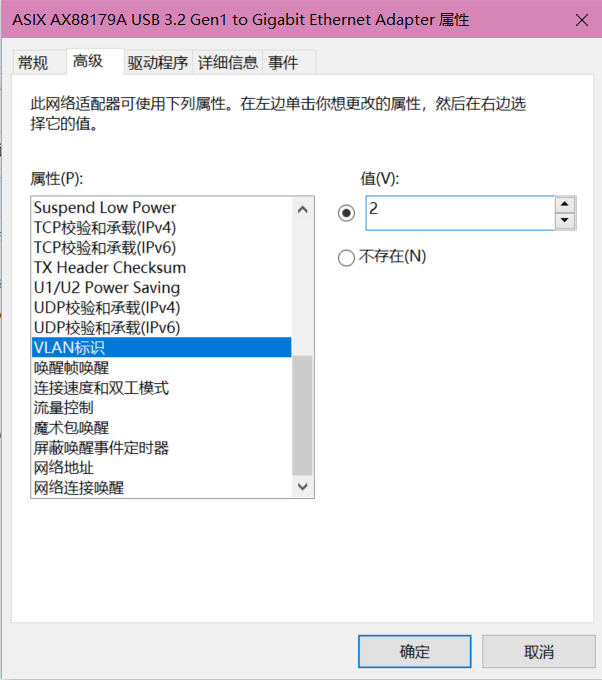 ASIX AX88179A USB 3.2 Gen1 to Gigabit Ethernet Adapter 属性
常规 高级 驱动程序 详细信息 事件
此网络适配器可使用下列属性。在左边单击你想更改的属性，然后在右边选
择它的值。
属性(P):
值(V):
Suspend Low Power
TCP校验和承载(IPv4)
TCP校验和承载(IPv6)
TX Header Checksum
U1/U2 Power Saving
UDP校验和承载(IPv4)
UDP校验和承载(IPv6)
VLAN标识
唤醒帧唤醒
连接速度和双工模式
流量控制
魔术包唤醒
屏蔽唤醒事件定时器
网络地址
网络连接唤醒
2
不存在(N)
确定
取消